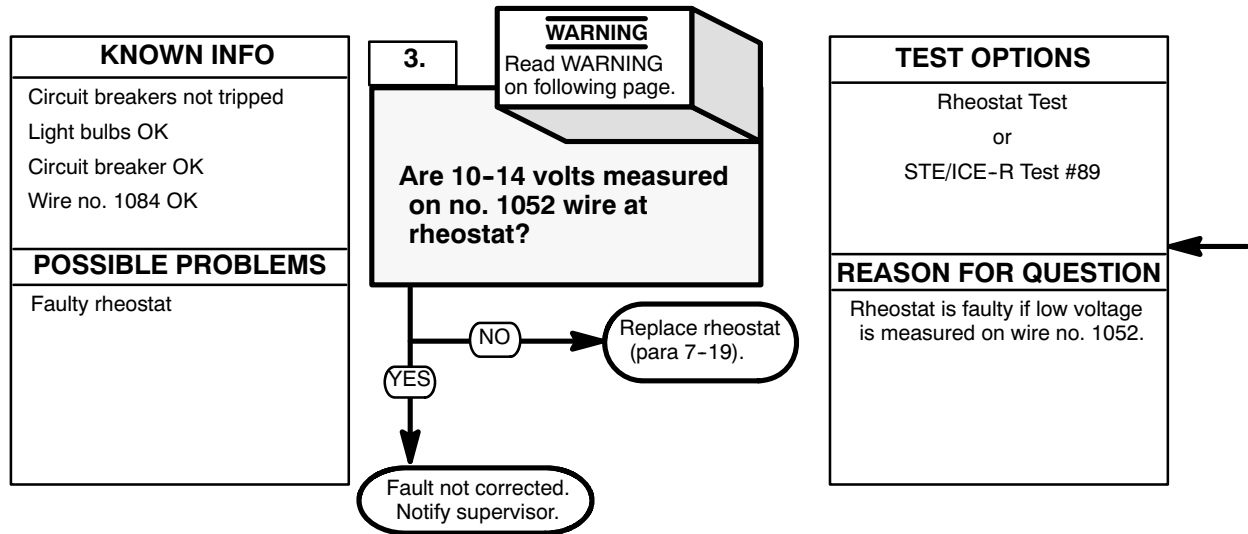 KNOWN INFO
Circuit breakers not tripped
Light bulbs OK
Circuit breaker OK
Wire no. 1084 OK
POSSIBLE PROBLEMS
Faulty rheostat
3.
WARNING
Read WARNING
on following page.
Are 10-14 volts measured
on no. 1052 wire at
rheostat?
NO
Replace rheostat
(para 7-19).
YES
Fault not corrected.
Notify supervisor.
TEST OPTIONS
Rheostat Test
or
STE/ICE-R Test #89
REASON FOR QUESTION
Rheostat is faulty if low voltage
is measured on wire no. 1052.